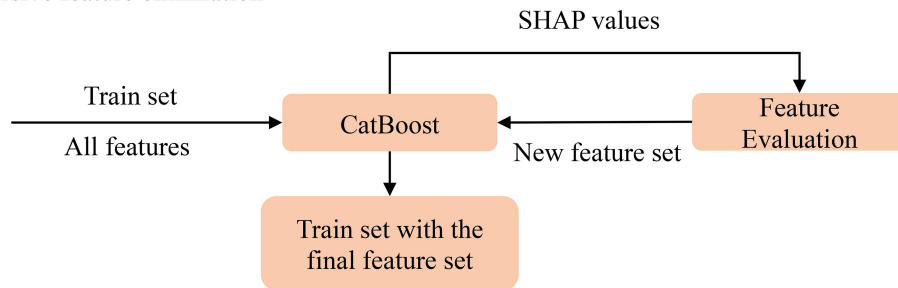 SHAP values
Train set
All features
CatBoost
New feature set
Feature
Evaluation
Train set with the
final feature set